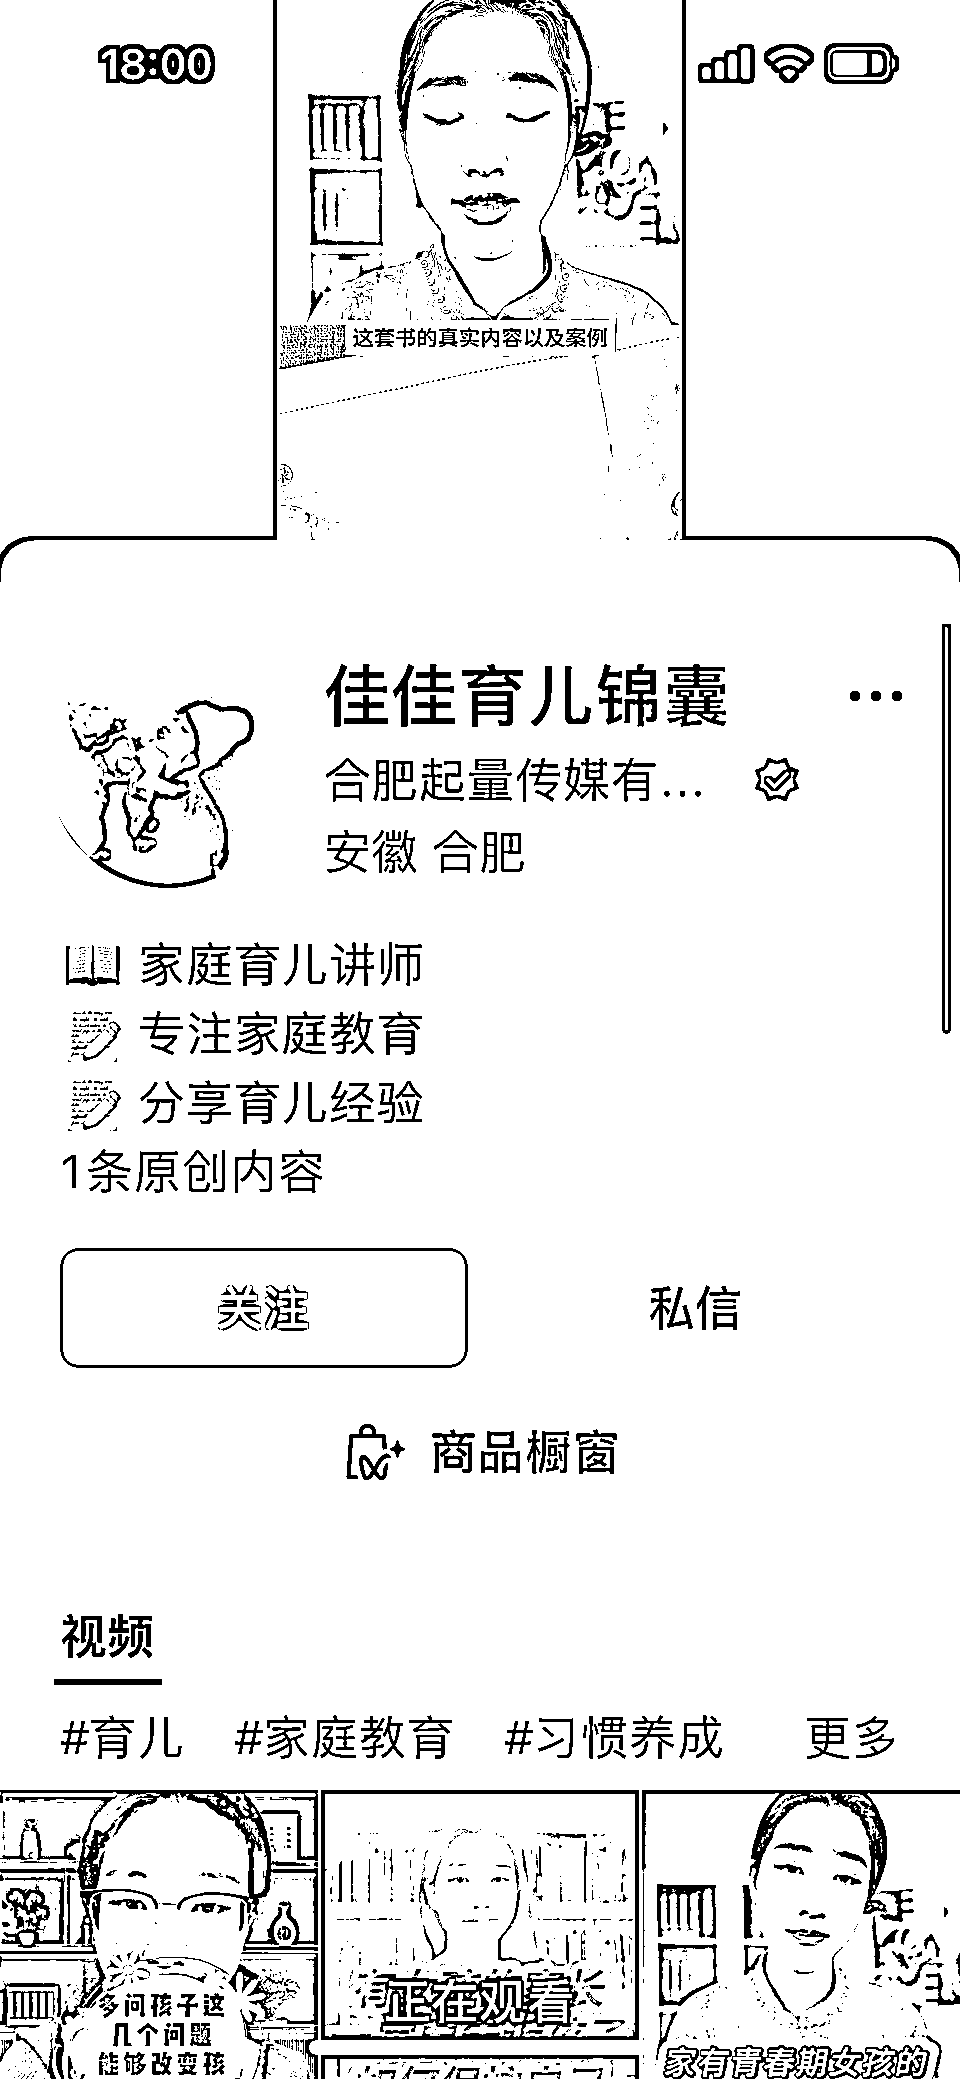 18:00
这套书的真实内容以及案例
佳佳育儿锦囊
合肥起量传媒有...
安徽 合肥
家庭育儿讲师
专注家庭教育
分享育儿经验
1条原创内容
关注
私信
商品橱窗
视频
#育儿 #家庭教育 #习惯养成 更多
多问孩子这
几个问题
能够改变孩
正在观看
家有青春期女孩的